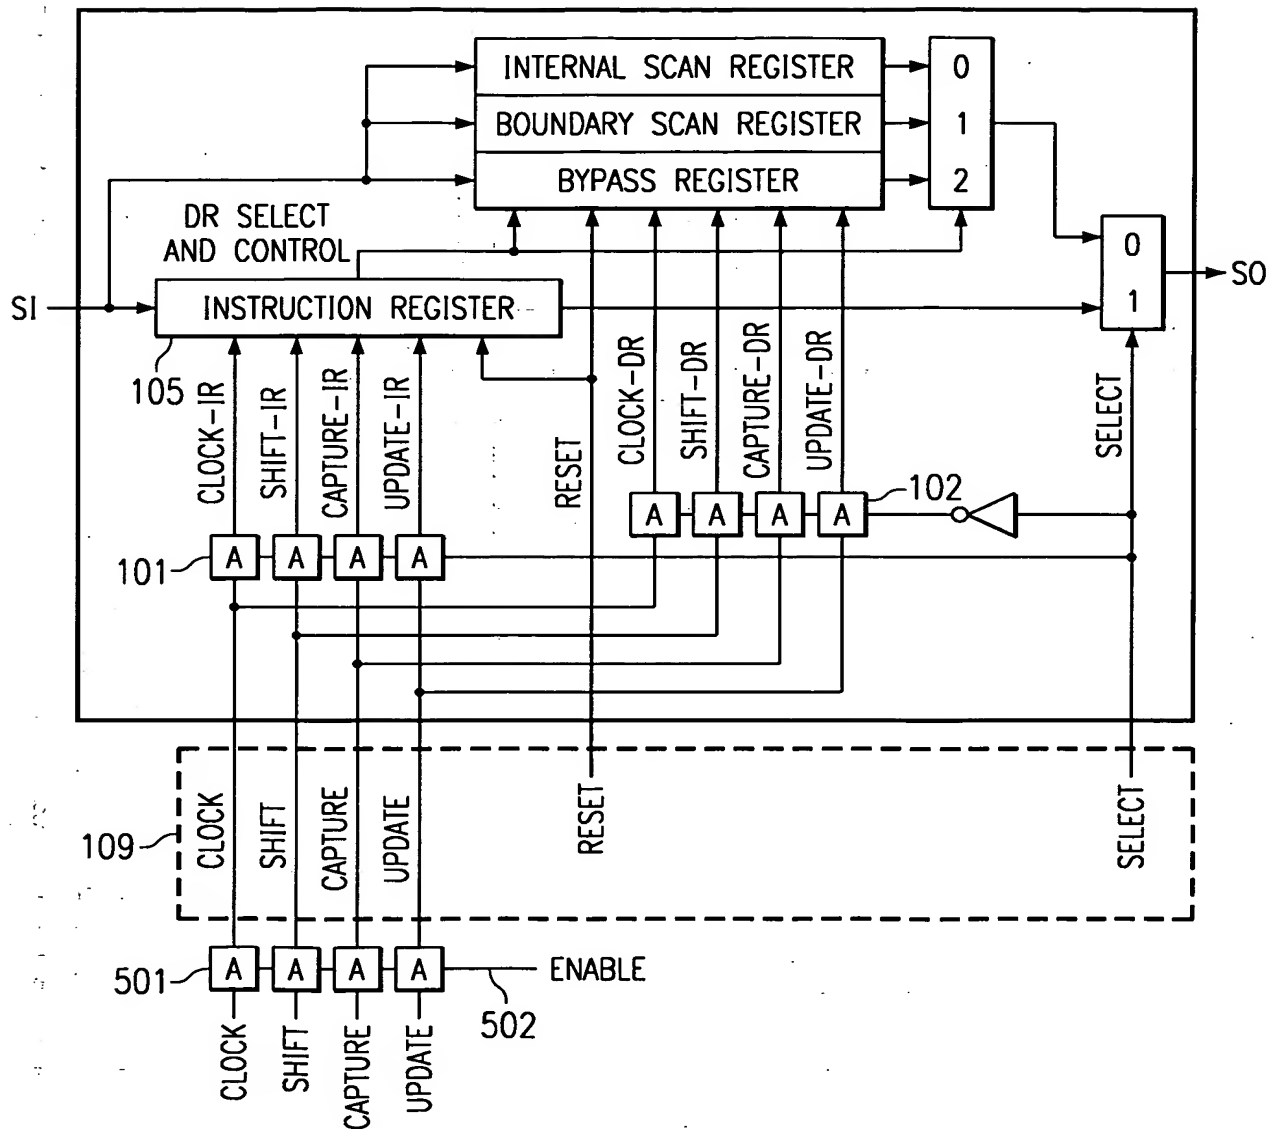 INTERNAL SCAN REGISTER
0
BOUNDARY SCAN REGISTER
1
BYPASS REGISTER
2
DR SELECT
AND CONTROL
0
1
SO
SI
INSTRUCTION REGISTER
105
CLOCK-IR
SHIFT-IR
CAPTURE-IR
UPDATE-IR
RESET
CLOCK-DR
SHIFT-DR
CAPTURE-DR
UPDATE-DR
SELECT
A
A
A
A
102
101
A
A
A
A
109
CLOCK
SHIFT
CAPTURE
UPDATE
RESET
SELECT
501
A
A
A
A
ENABLE
502
CLOCK
SHIFT
CAPTURE
UPDATE